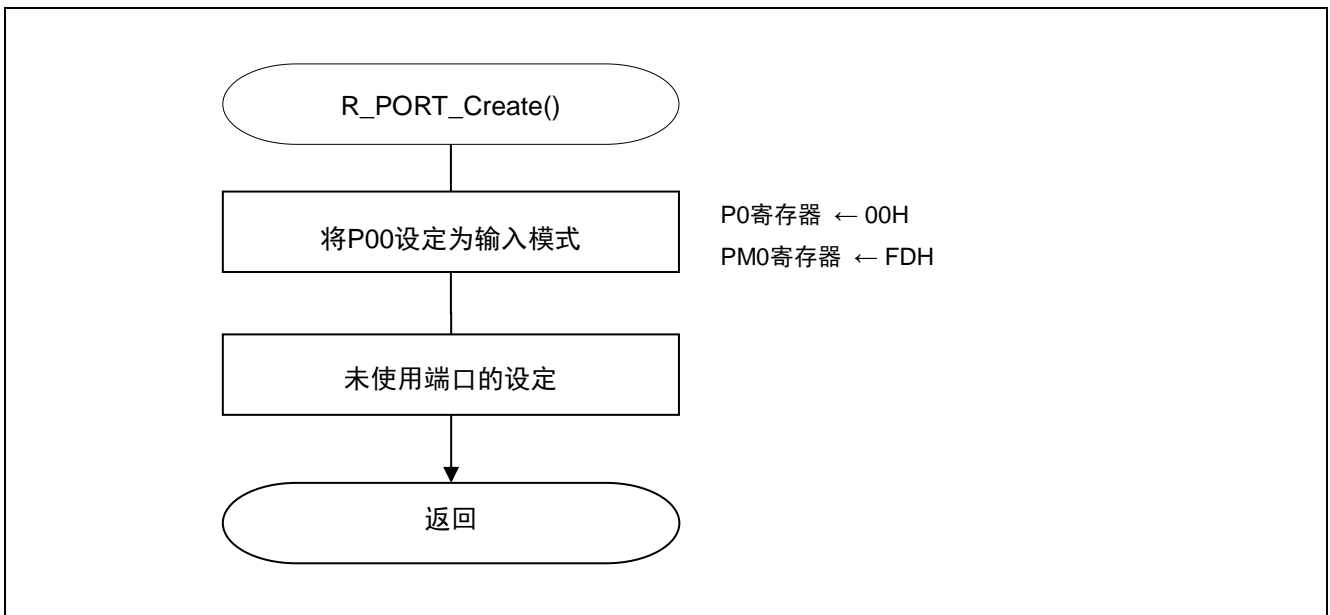 R_PORT_Create()
将P00设定为输入模式
P0寄存器 ← 00H
PM0寄存器 ← FDH
未使用端口的设定
返回